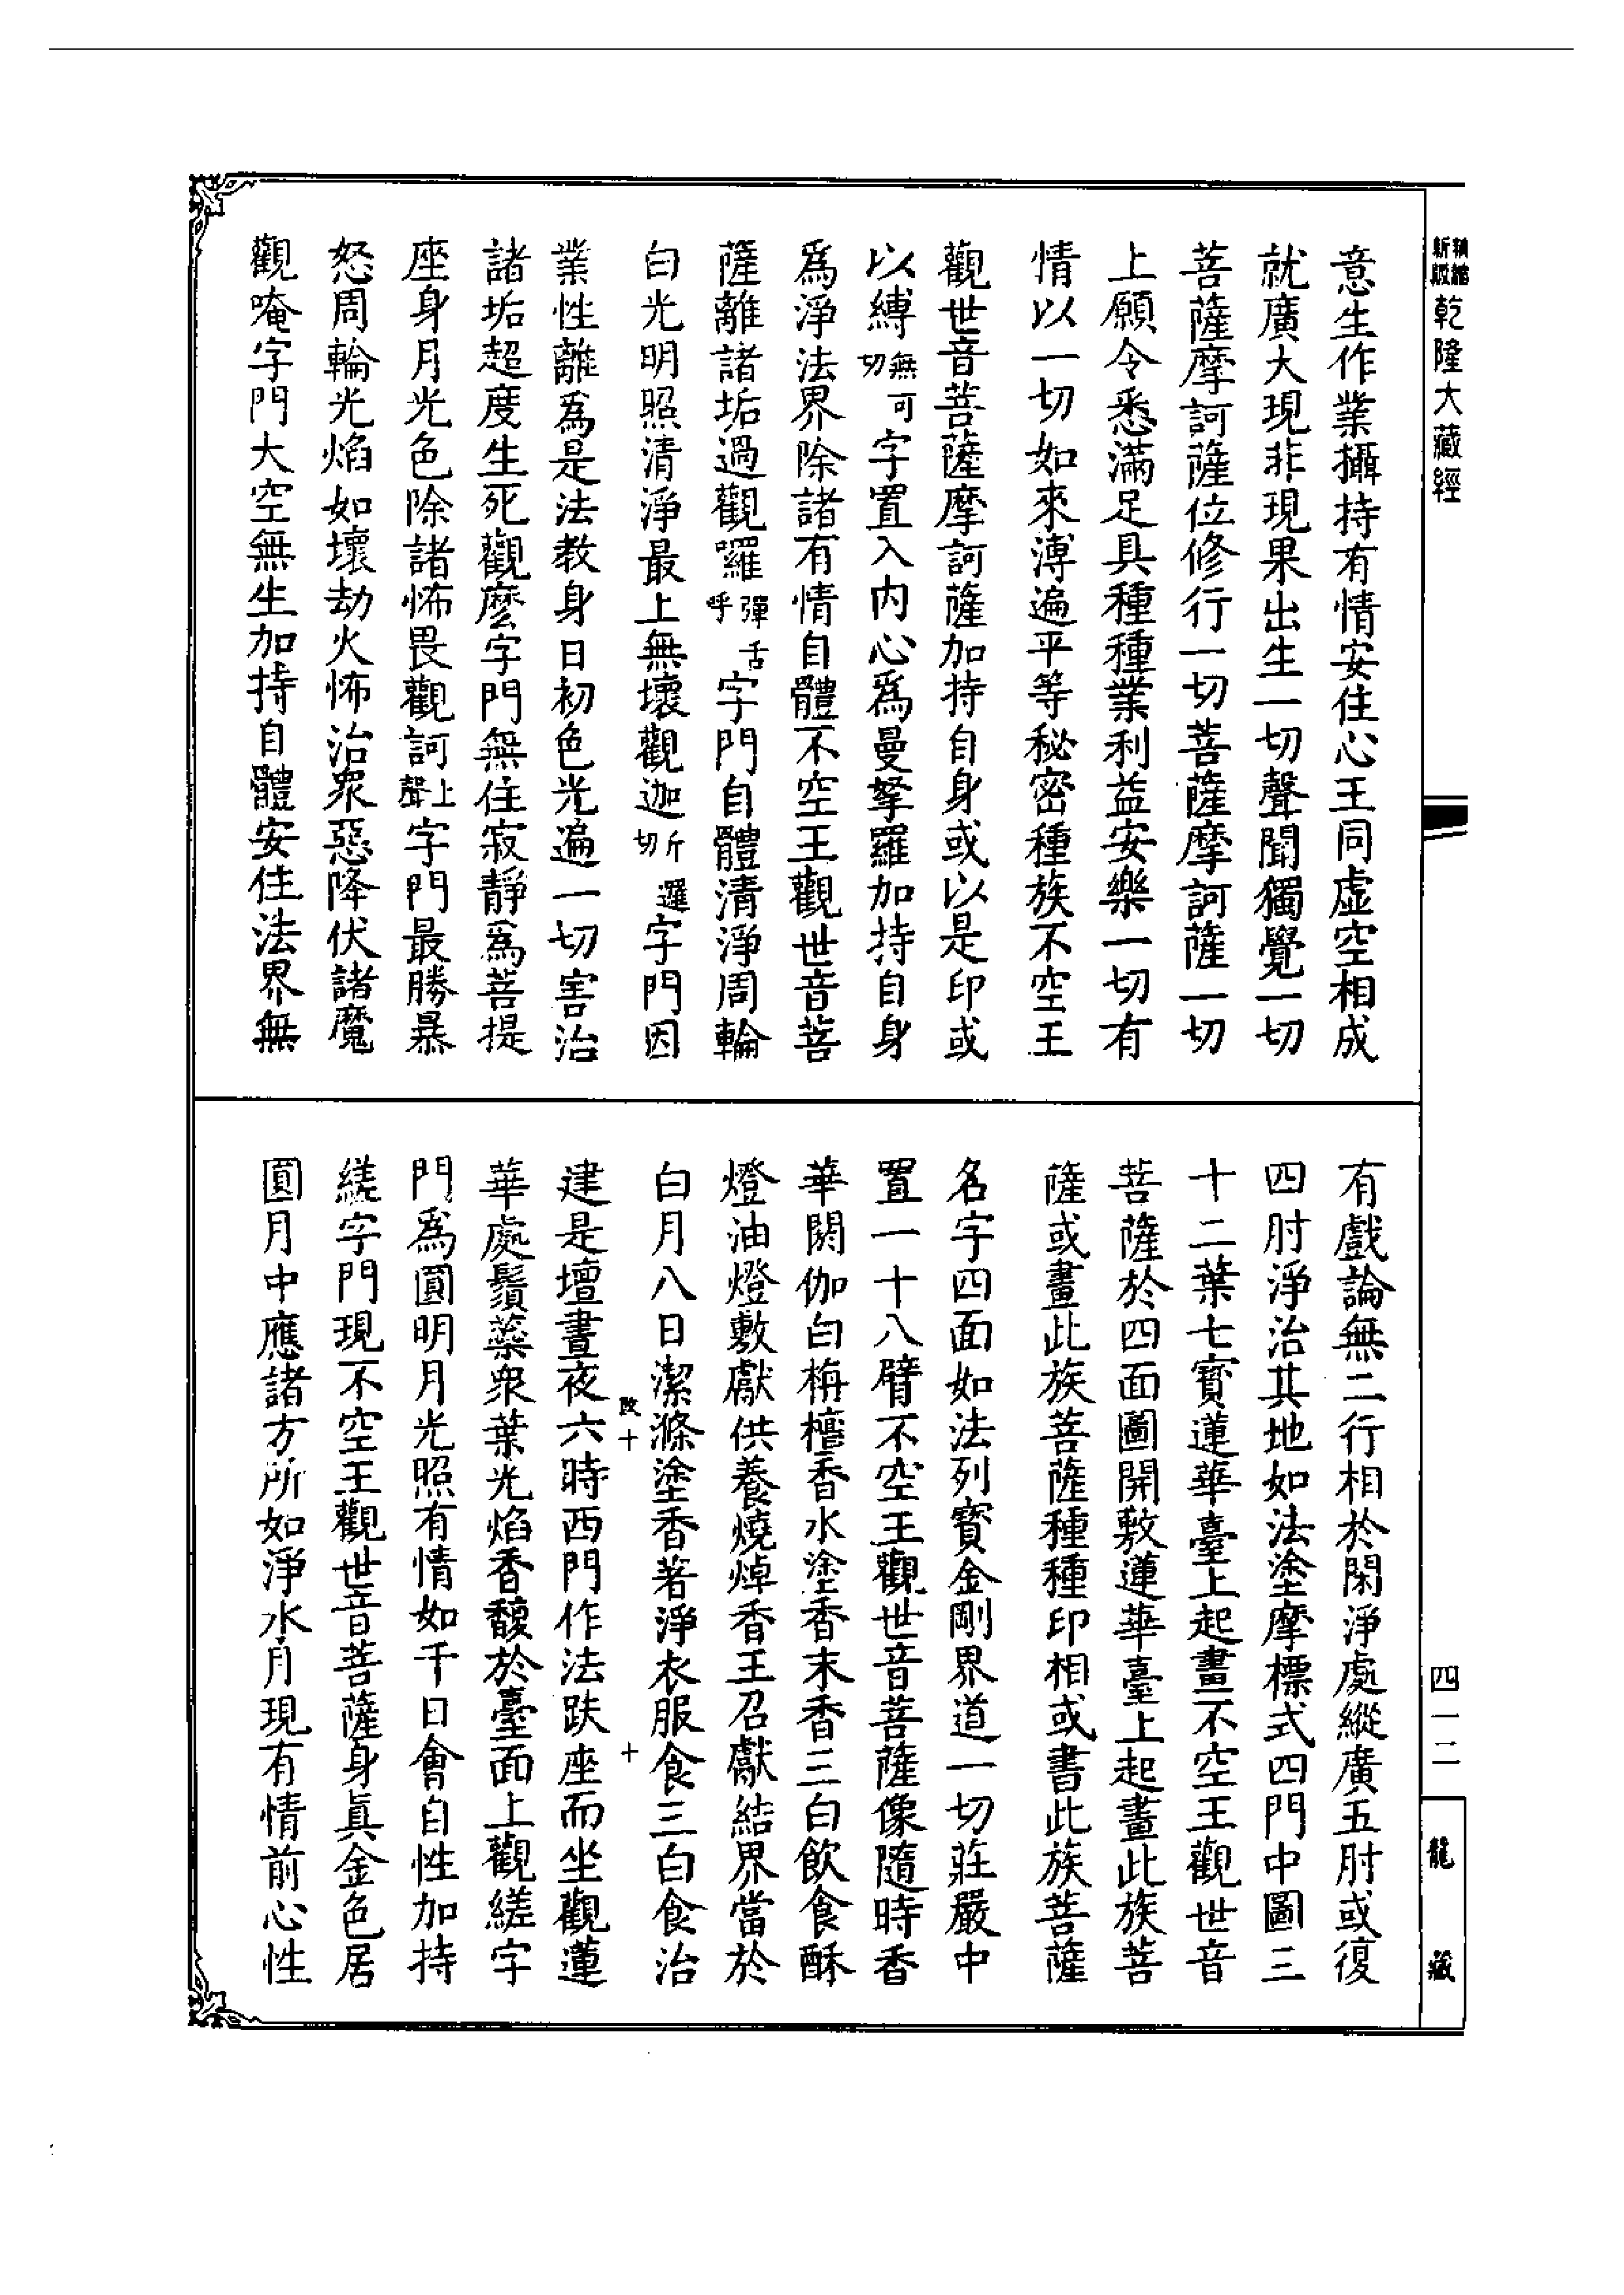 新縮
新版
乾隆大藏經
意生作業攝持有情安住心王同虛空相成
就廣大現非現果出生一切聲聞獨覺一切
菩薩摩訶薩位修行一切菩薩摩訶薩一切
上願令悉滿足具種種業利益安樂一切有
情以一切如來溥遍平等秘密種族不空王
觀世音菩薩摩訶薩加持自身或以是印或
以縛無可切字置入內心爲曼拏羅加持自身
爲淨法界除諸有情自體不空王觀世音菩
薩離諸垢過觀囉彈舌呼字門自體清淨周輪
白光明照清淨最上無壞觀迦斤邏切字門因
業性離爲是法教身日初色光遍一切害治
諸垢超度生死觀麼字門無住寂靜爲菩提
座身月光色除諸怖畏觀訶上聲字門最勝暴
怒周輪光焰如壞劫火怖治衆惡降伏諸魔
觀唵字門大空無生加持自體安住法界無
有戲論無二行相於閑淨處縱廣五肘或復
四肘淨治其地如法塗摩標式四門中圖三
十二葉七寶蓮華臺上起畫不空王觀世音
菩薩於四面圖開敷蓮華臺上起畫此族菩
薩或畫此族菩薩種種印相或書此族菩薩
名字四面如法列寶金剛界道一切莊嚴中
置一十八臂不空王觀世音菩薩像隨時香
華閼伽白栴檀香水塗香末香三白飲食酥
燈油燈敷獻供養燒焯香王召獻結界當於
白月八日潔滌塗香著淨衣服食三白食治
建是壇晝夜六時西門作法趺座而坐觀蓮
華處鬚蘂衆葉光焰香馥於臺面上觀縒字
門爲圓明月光照有情如千日會自性加持
縒字門現不空王觀世音菩薩身真金色居
圓月中應諸方所如淨水月現有情前心性
十
十
四一二
龍藏